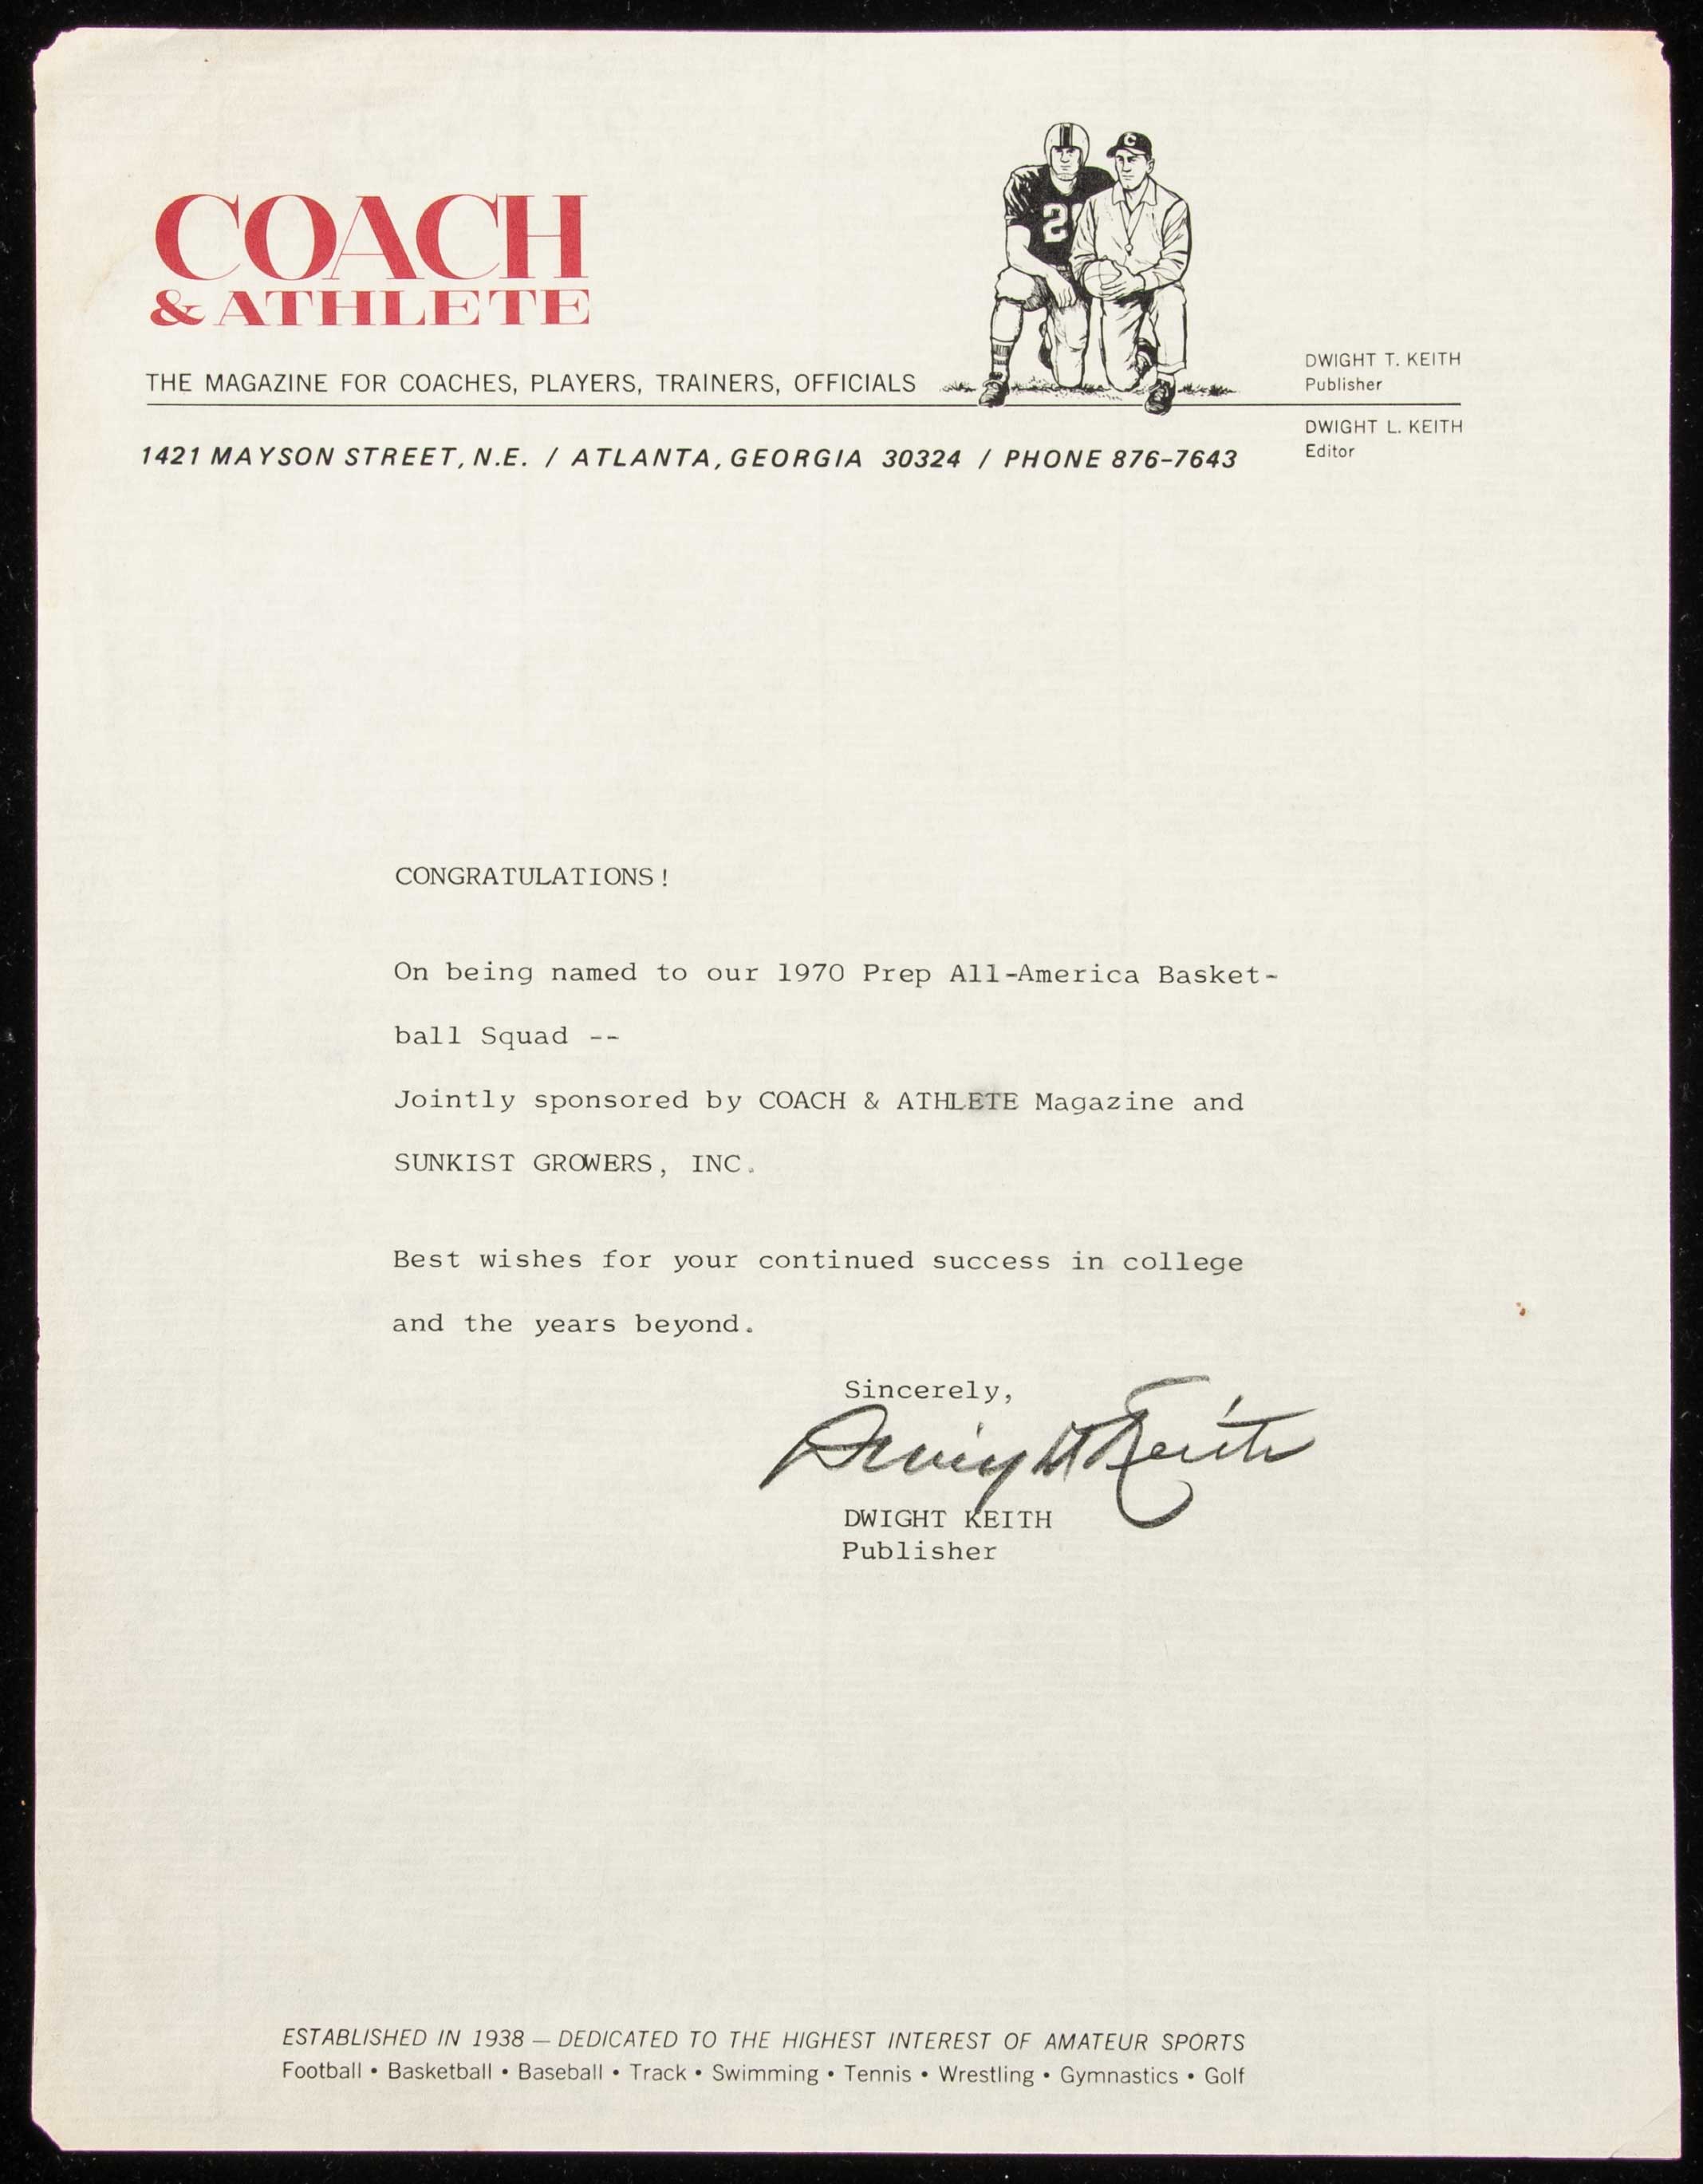 COACH
& ATHLETE
THE MAGAZINE FOR COACHES, PLAYERS, TRAINERS, OFFICIALS
C
2
DWIGHT T. KEITH
Publisher
DWIGHT L. KEITH
Editor
1421 MAYSON STREET, N.E. / ATLANTA, GEORGIA 30324 / PHONE 876-7643
CONGRATULATIONS!
On being named to our 1970 Prep All-America Basket-
ball Squad --
Jointly sponsored by COACH & ATHLETE Magazine and
SUNKIST GROWERS, INC.
Best wishes for your continued success in college
and the years beyond.
Sincerely,
Dwight Keith
DWIGHT KEITH
Publisher
ESTABLISHED IN 1938 — DEDICATED TO THE HIGHEST INTEREST OF AMATEUR SPORTS
Football • Basketball • Baseball • Track • Swimming • Tennis • Wrestling • Gymnastics • Golf